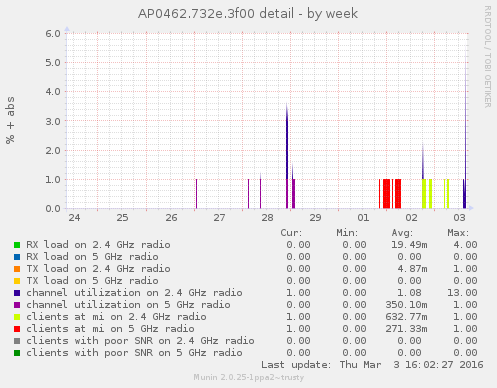 AP0462.732e.3f00 detail - by week
RRDTOOL / TOBI OETIKER
% + abs
6.0
5.0
4.0
3.0
2.0
1.0
0.0
24 25 26 27 28 29 01 02 03
Cur: Min: Avg: Max:
RX load on 2.4 GHz radio 0.00 0.00 19.49m 4.00
RX load on 5 GHz radio 0.00 0.00 0.00 0.00
TX load on 2.4 GHz radio 0.00 0.00 4.87m 1.00
TX load on 5 GHz radio 0.00 0.00 0.00 0.00
channel utilization on 2.4 GHz radio 1.00 0.00 1.08 13.00
channel utilization on 5 GHz radio 0.00 0.00 350.10m 1.00
clients at mi on 2.4 GHz radio 1.00 0.00 632.77m 1.00
clients at mi on 5 GHz radio 1.00 0.00 271.33m 1.00
clients with poor SNR on 2.4 GHz radio 0.00 0.00 0.00 0.00
clients with poor SNR on 5 GHz radio 0.00 0.00 0.00 0.00
Last update: Thu Mar 3 16:02:27 2016
Munin 2.0.25-1ppa2~trusty